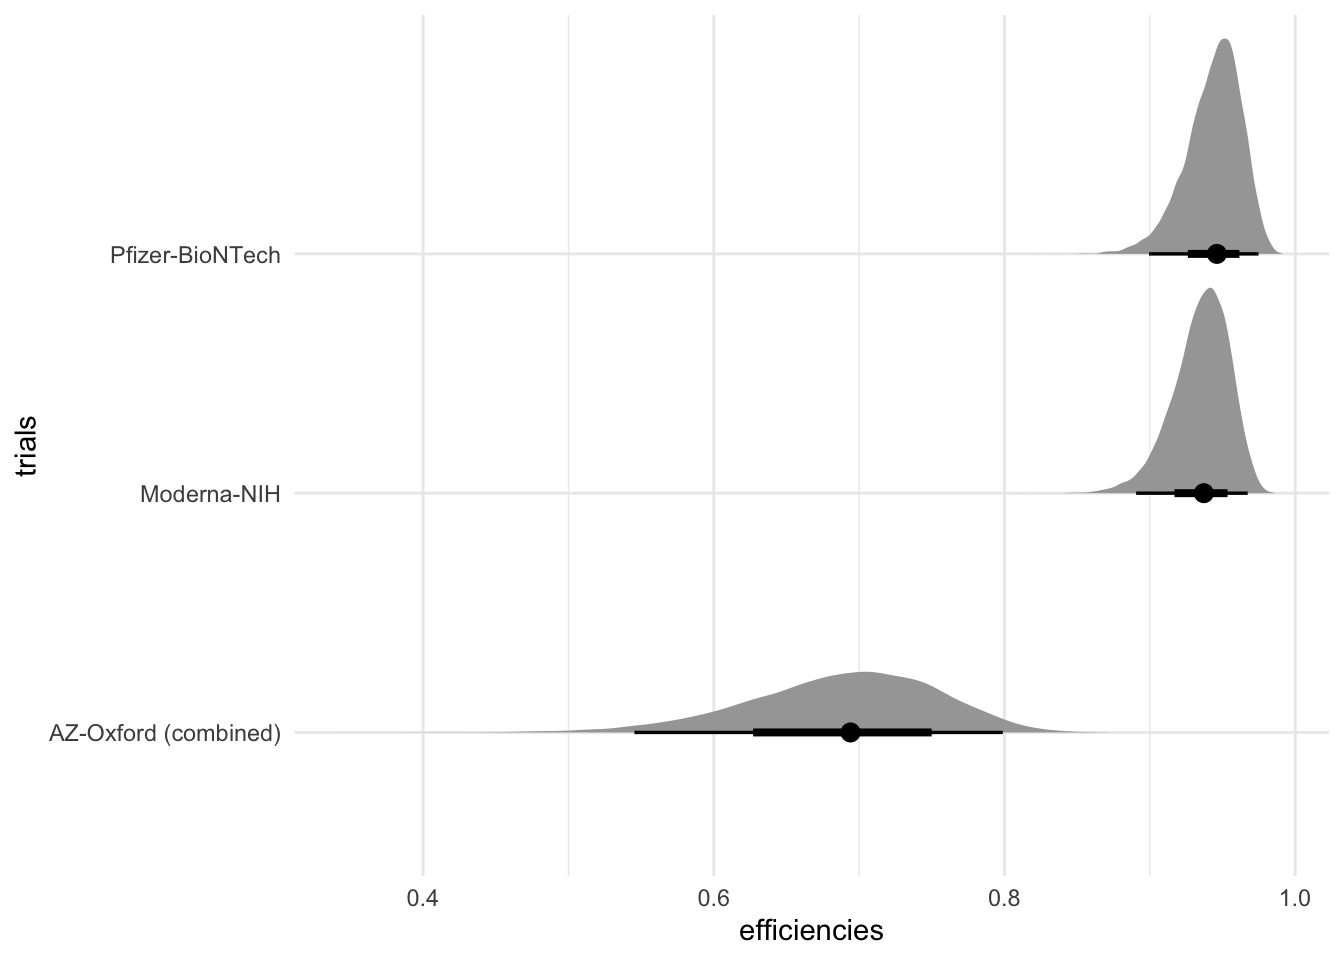 Pfizer-BioNTech
trials
Moderna-NIH
AZ-Oxford (combined)
0.4 0.6 0.8 1.0
efficiencies